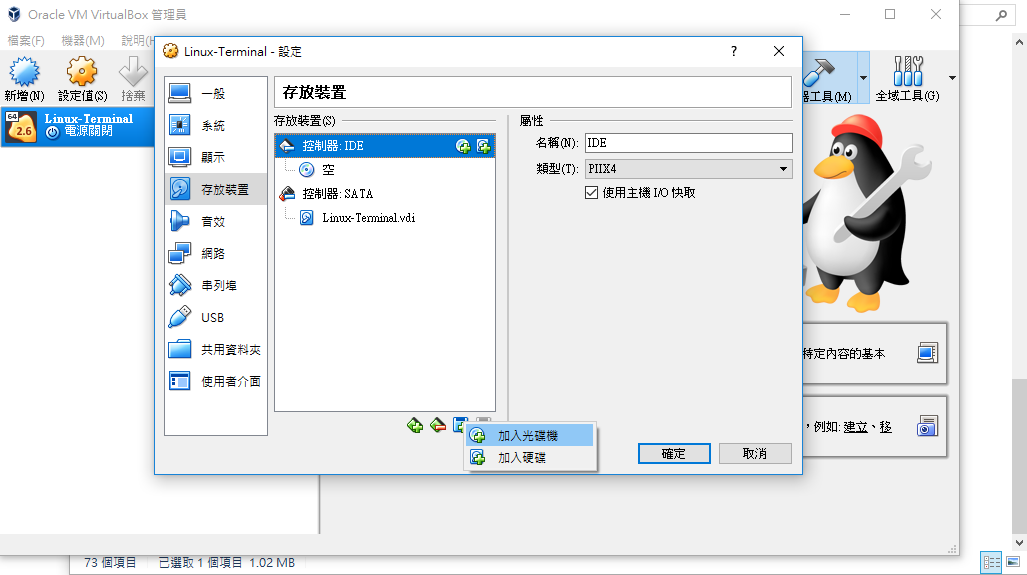 Oracle VM VirtualBox 管理員
檔案(F) 機器(M) 說明(H
Linux-Terminal - 設定
?
新增(N) 設定值(S) 捨棄
器工具(M) 全域工具(G)
64
2.6
Linux-Terminal
電源關閉
一般
系統
顯示
存放裝置
音效
網路
串列埠
USB
共用資料夾
使用者介面
存放裝置
存放裝置(S)
控制器: IDE
空
控制器: SATA
Linux-Terminal.vdi
屬性
名稱(N): IDE
類型(T): PIIX4
使用主機 I/O 快取
加入光碟機
加入硬碟
確定 取消
特定內容的基本
，例如: 建立、移
73 個項目 已選取 1 個項目 1.02 MB